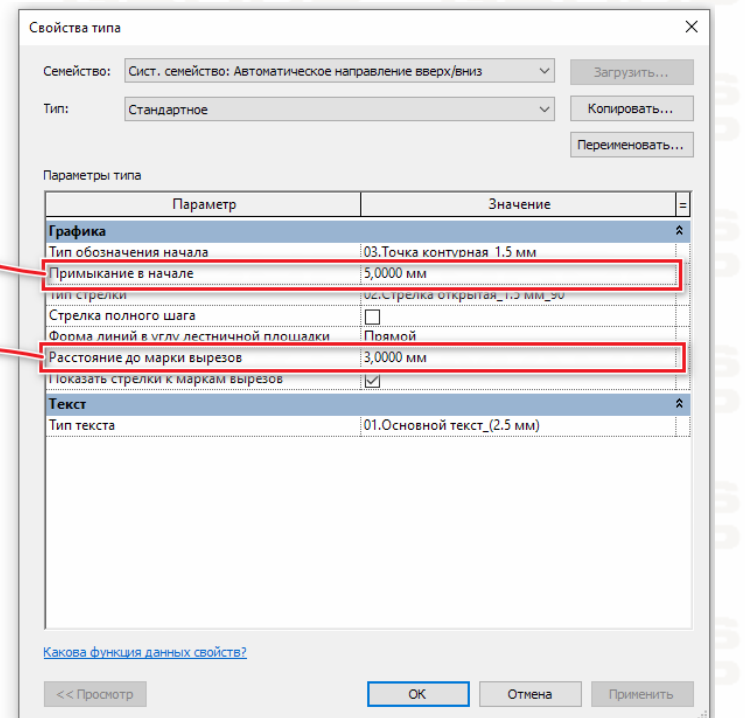 Свойства типа
Семейство: Сист. семейство: Автоматическое направление вверх/вниз Загрузить...
Тип: Стандартное Копировать...
Переименовать...
Параметры типа
Параметр Значение =
Графика
Тип обозначения начала 03.Точка контурная_1.5 мм
Примыкание в начале 5,0000 мм
Тип стрелки 02.Стрелка открытая_1.5 мм_90
Стрелка полного шага
Форма линий в углу лестничной площадки Прямой
Расстояние до марки вырезов 3,0000 мм
Показать стрелки к маркам вырезов
Текст
Тип текста 01.Основной текст_(2.5 мм)
Какова функция данных свойств?
<< Просмотр ОК Отмена Применить